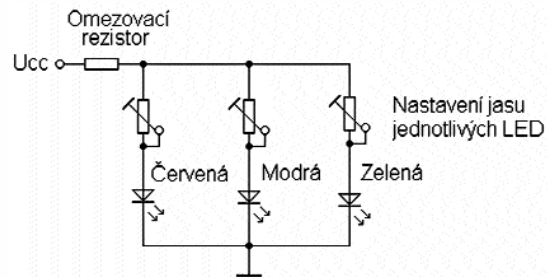 Omezovací
rezistor
Ucc
Nastavení jasu
jednotlivých LED
Červená
Modrá
Zelená